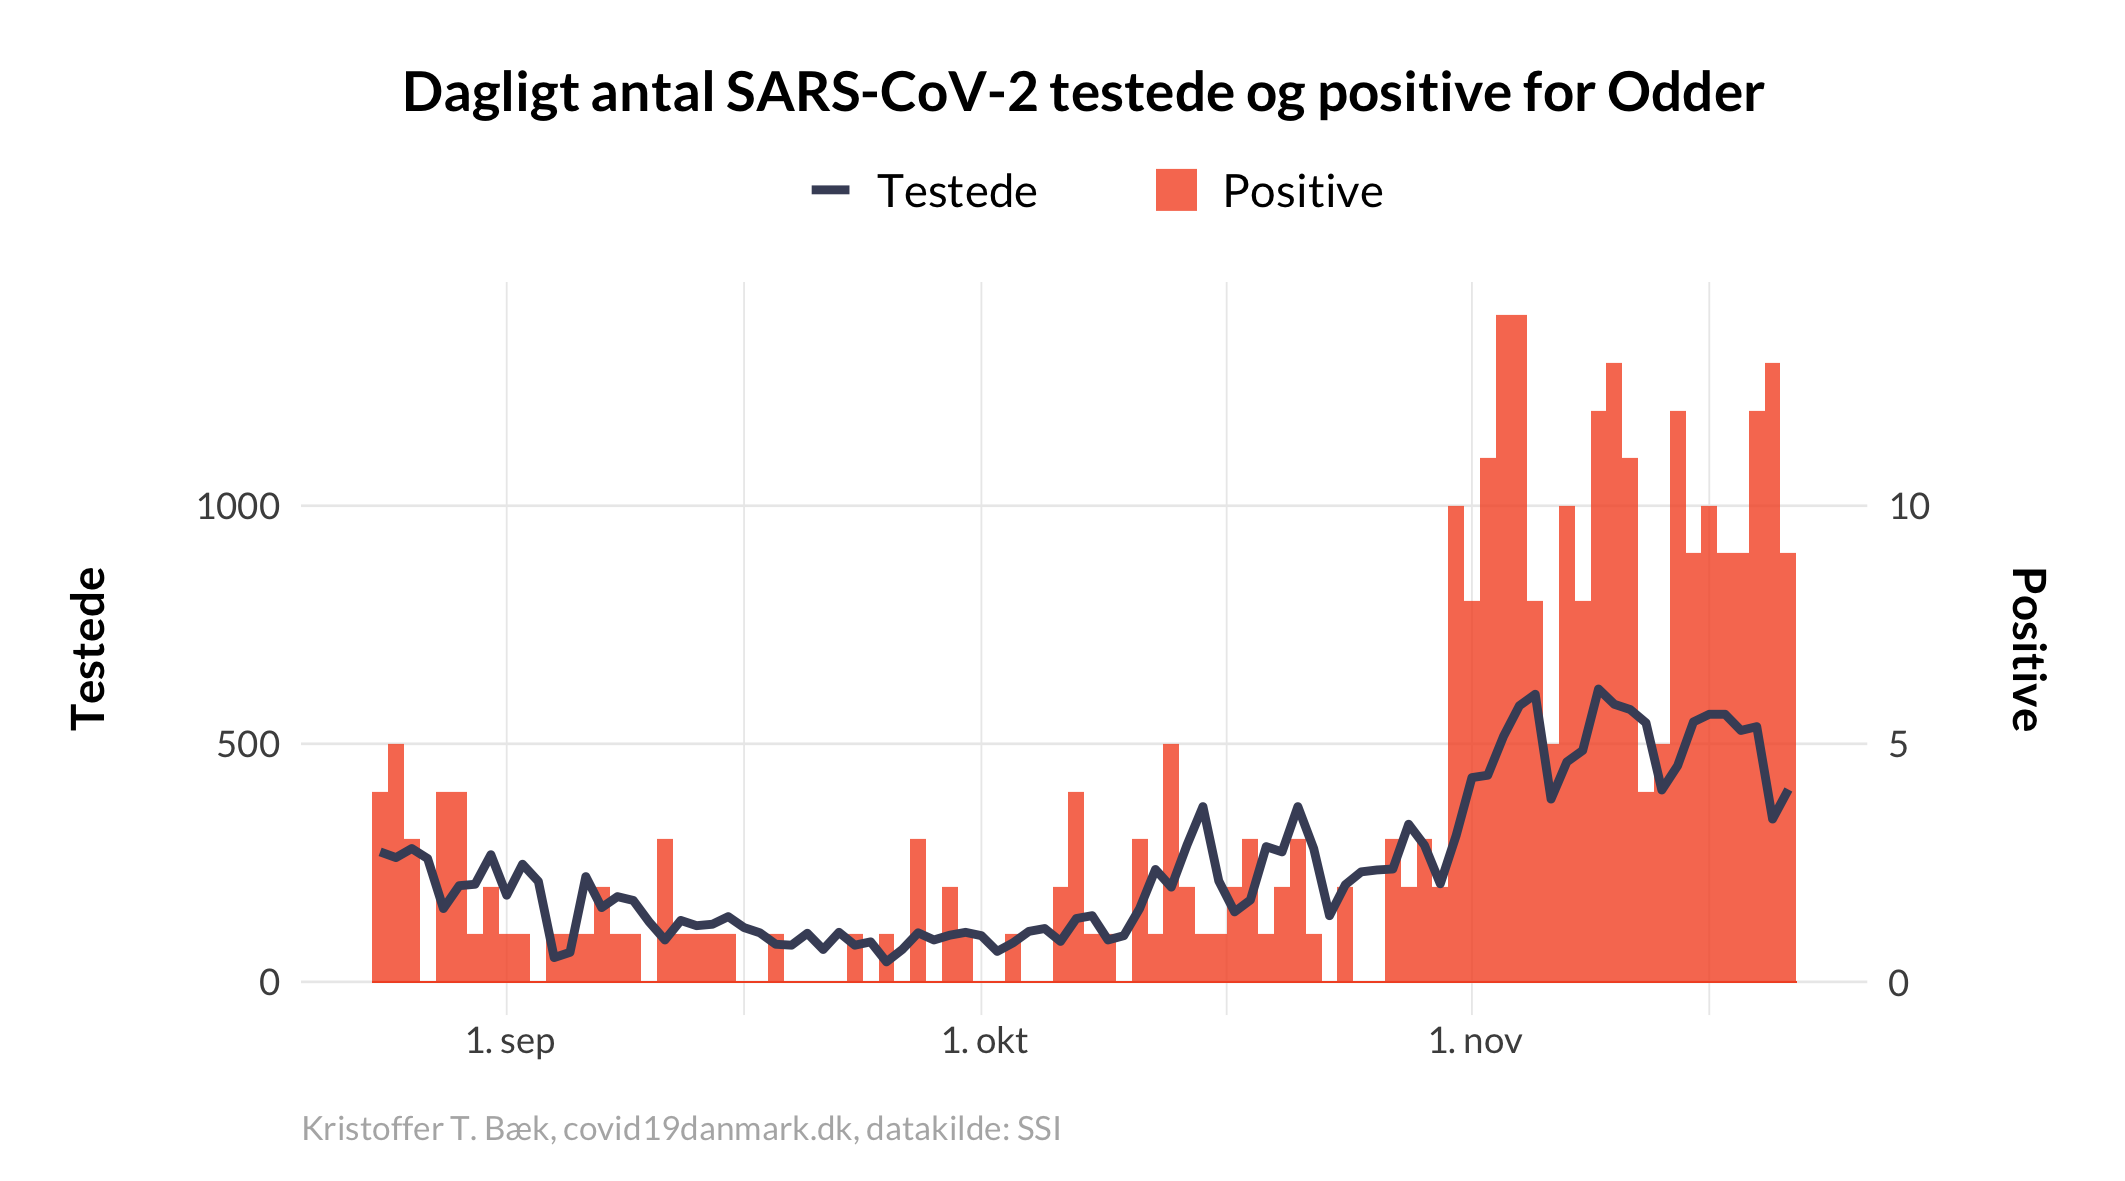 Dagligt antal SARS-CoV-2 testede og positive for Odder
Testede
Positive
1000
500
0
Testede
10
5
0
Positive
1. sep
1. okt
1. nov
Kristoffer T. Bæk, covid19danmark.dk, datakilde: SSI